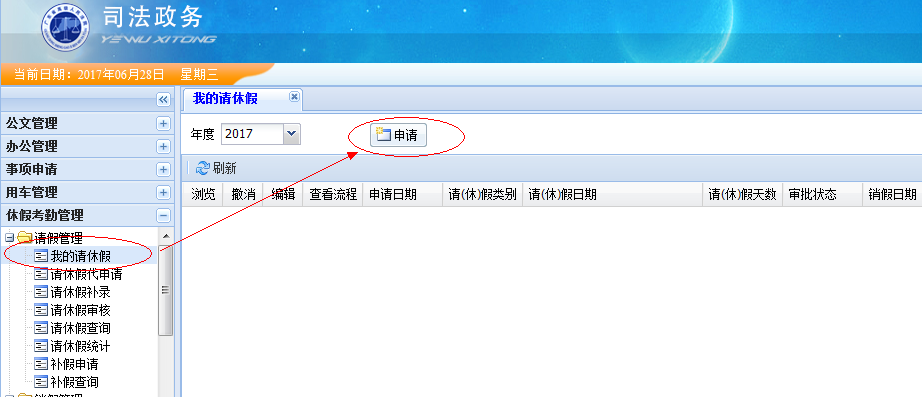 司法政务
YEWU XITONG
当前日期：2017年06月28日 星期三
我的请休假
公文管理
办公管理
事项申请
用车管理
休假考勤管理
请假管理
我的请休假
请休假代申请
请休假补录
请休假审核
请休假查询
请休假统计
补假申请
补假查询
销假管理
年度 2017 申请
刷新
浏览 撤消 编辑 查看流程 申请日期 请(休)假类别 请(休)假日期 请(休)假天数 审批状态 销假日期